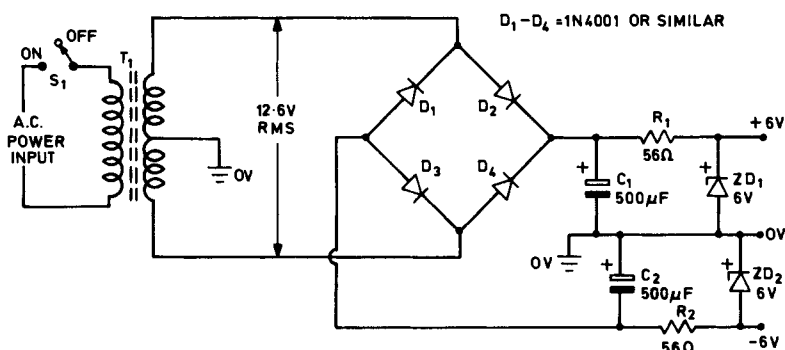 D1-D4 = 1N4001 OR SIMILAR
OFF
ON
S1
T1
A.C.
POWER
INPUT
0V
12·6V
RMS
D1
D2
D3
D4
R1
56Ω
+6V
+
C1
500µF
+
ZD1
6V
0V
0V
+
C2
500µF
+
ZD2
6V
R2
56Ω
-6V